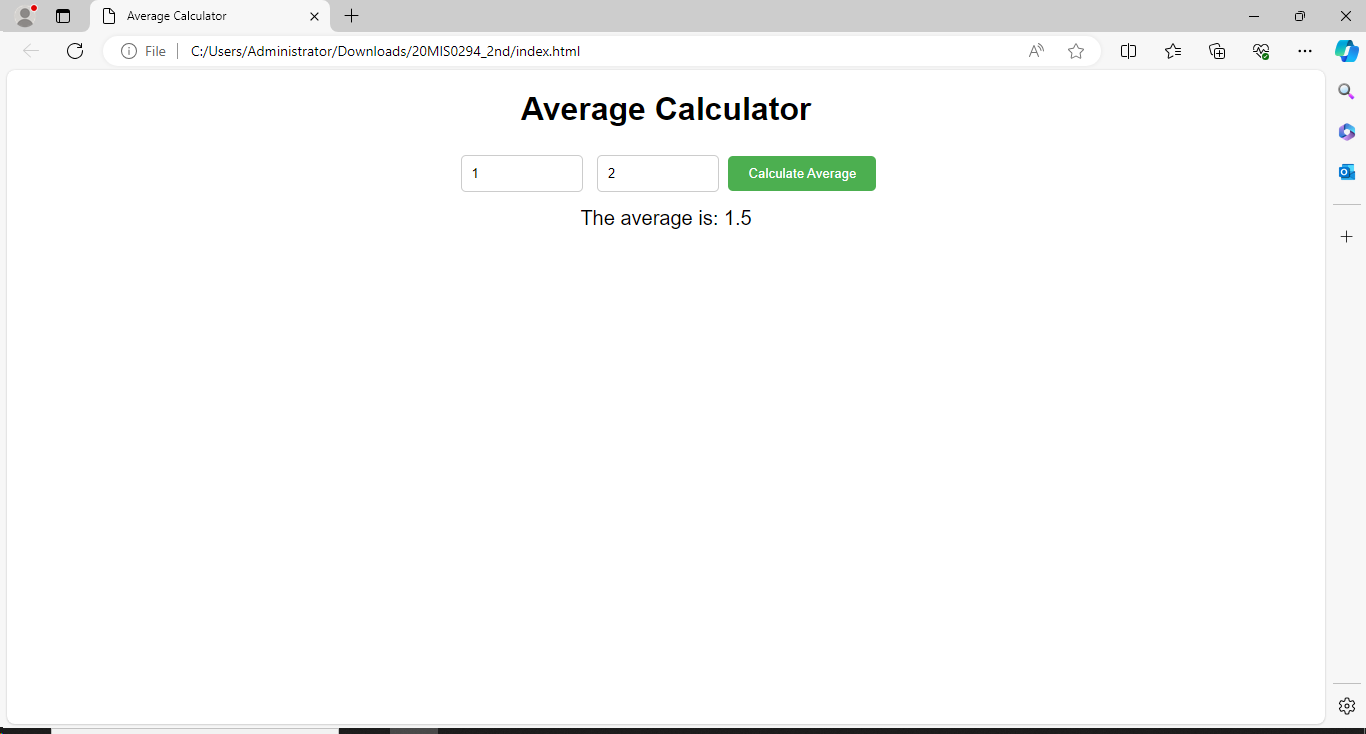 Average Calculator
File
C:/Users/Administrator/Downloads/20MIS0294_2nd/index.html
Average Calculator
1 2 Calculate Average
The average is: 1.5